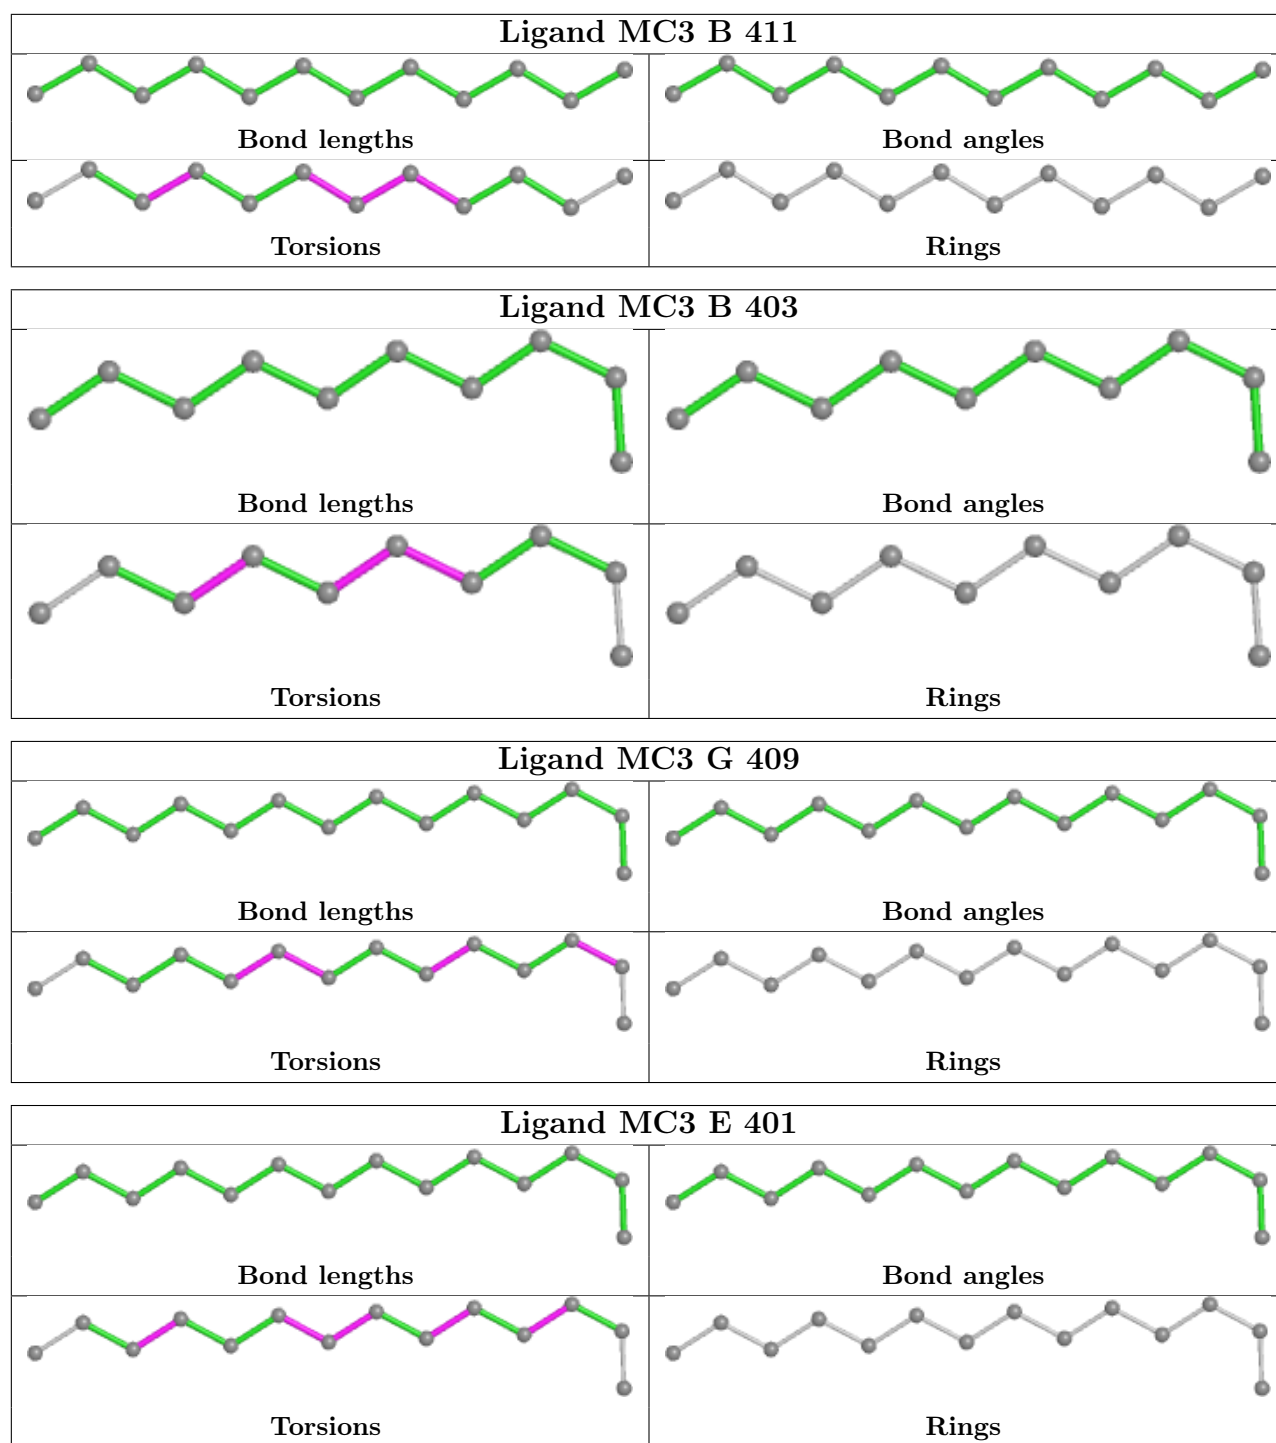 Ligand MC3 B 411
Bond lengths
Bond angles
Torsions
Rings
Ligand MC3 B 403
Bond lengths
Bond angles
Torsions
Rings
Ligand MC3 G 409
Bond lengths
Bond angles
Torsions
Rings
Ligand MC3 E 401
Bond lengths
Bond angles
Torsions
Rings